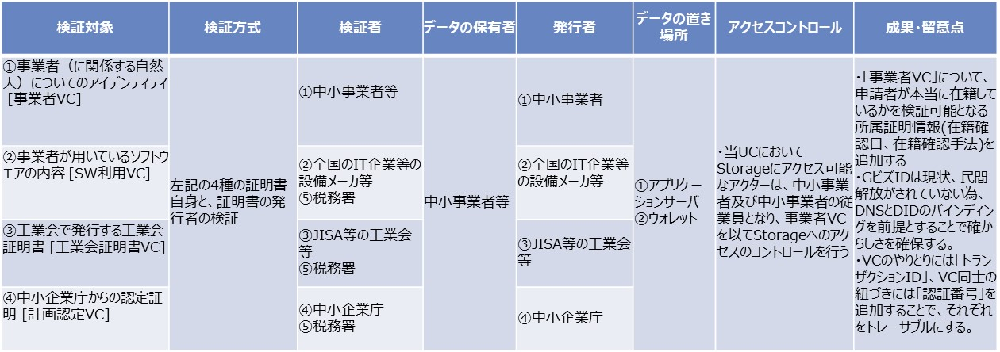 検証対象
検証方式
検証者
データの保有者
発行者
データの置き
場所
アクセスコントロール
成果・留意点
①事業者（に関係する自然
人）についてのアイデンティティ
[事業者VC]
②事業者が用いているソフトウ
エアの内容 [SW利用VC]
③工業会で発行する工業会
証明書 [工業会証明書VC]
④中小企業庁からの認定証
明 [計画認定VC]
左記の4種の証明書
自身と、証明書の発
行者の検証
①中小事業者等
②全国のIT企業等の
設備メーカ等
⑤税務署
③JISA等の工業会
等
⑤税務署
④中小企業庁
⑤税務署
中小事業者等
①中小事業者
②全国のIT企業等
の設備メーカ等
③JISA等の工業会
等
④中小企業庁
①アプリケー
ションサーバ
②ウォレット
・当UCにおいて
Storageにアクセス可能
なアクターは、中小事業
者及び中小事業者の従
業員となり、事業者VC
を以てStorageへのアク
セスのコントロールを行う
・「事業者VC」について、
申請者が本当に在籍して
いるかを検証可能となる
所属証明情報(在籍確
認日、在籍確認手法)を
追加する
・GビズIDは現状、民間
解放がされていない為、
DNSとDIDのバインディン
グを前提とすることで確か
らしさを確保する。
・VCのやりとりには「トラン
ザクションID」、VC同士の
紐づきには「認証番号」を
追加することで、それぞれ
をトレーサブルにする。